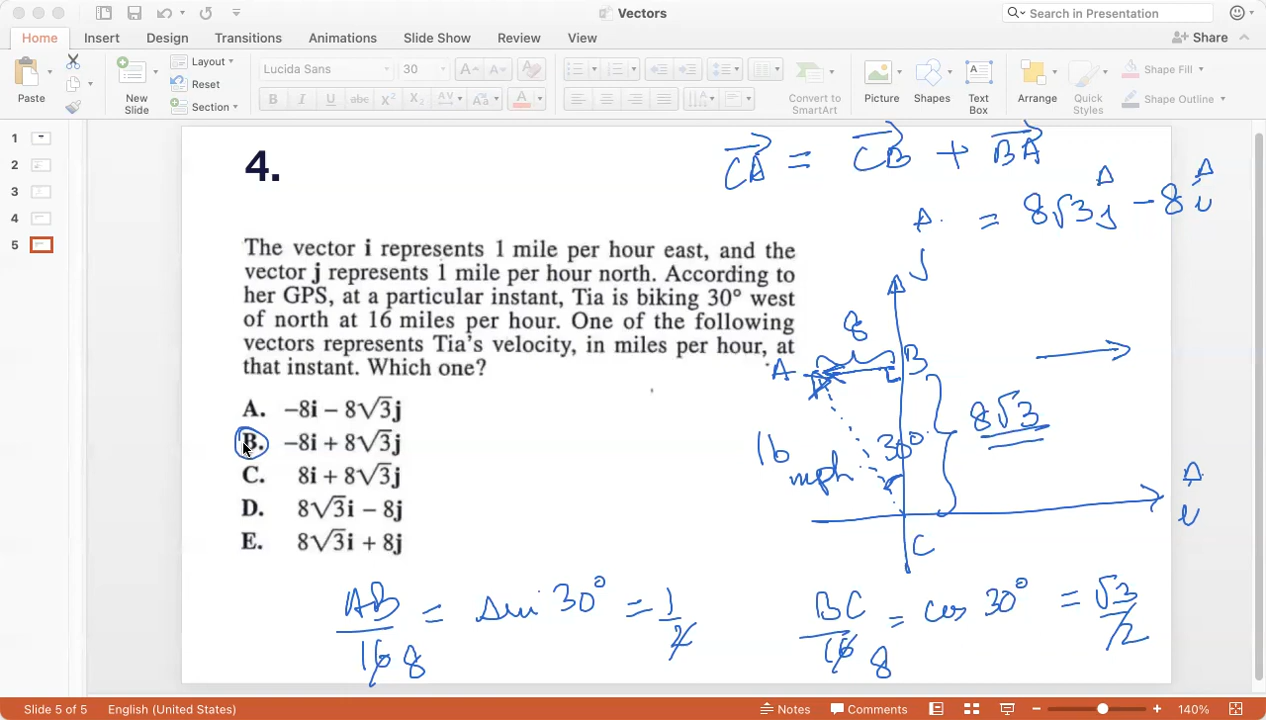 Vectors
Search in Presentation
Home Insert Design Transitions Animations Slide Show Review View Share
Paste New Slide Layout Reset Section Lucida Sans 30 Convert to SmartArt Picture Shapes Text Box Arrange Quick Styles Shape Fill Shape Outline
B I U abc X² X₂ AV Aa A
1
2
3
4
5
4.
The vector i represents 1 mile per hour east, and the
vector j represents 1 mile per hour north. According to
her GPS, at a particular instant, Tia is biking 30° west
of north at 16 miles per hour. One of the following
vectors represents Tia's velocity, in miles per hour, at
that instant. Which one?
A. −8i − 8√3j
B. −8i + 8√3j
C. 8i + 8√3j
D. 8√3i − 8j
E. 8√3i + 8j
CA = CB + BA
= 8√3 ĵ − 8 î
ĵ
8
A B
8√3
30°
16
mph
î
C
AB/16 8 = sin 30° = 1/2
BC/16 8 = cos 30° = √3/2
Slide 5 of 5 English (United States) Notes Comments 140%